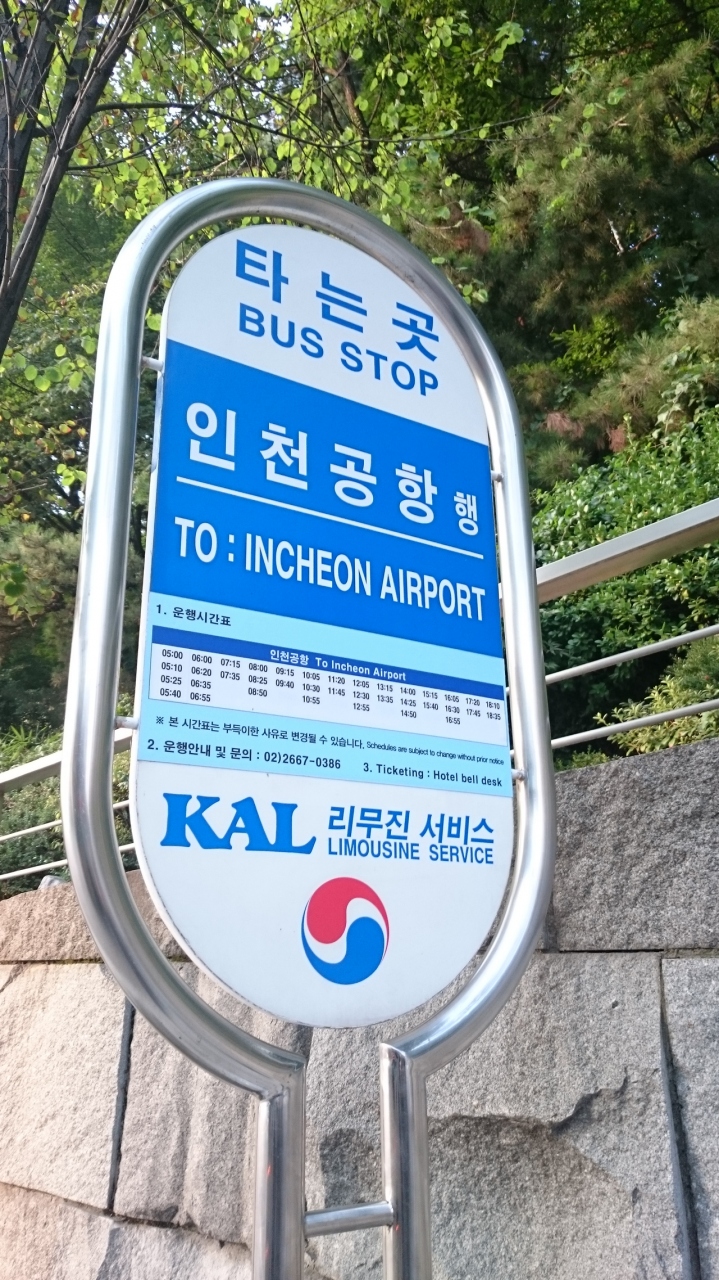 타는곳
BUS STOP
인천공항 행
TO : INCHEON AIRPORT
1. 운행시간표
인천공항 To Incheon Airport
05:00 06:00 07:15 08:00 09:15 10:05 11:20 12:05 13:15 14:00 15:15 16:05 17:20 18:10
05:10 06:20 07:35 08:25 09:40 10:30 11:45 12:30 13:35 14:25 15:40 16:30 17:45 18:35
05:25 06:35 08:50 10:55 12:55 14:50 16:55
05:40 06:55
※ 본 시간표는 부득이한 사유로 변경될 수 있습니다. Schedules are subject to change without prior notice
2. 운행안내 및 문의 : 02)2667-0386 3. Ticketing : Hotel bell desk
KAL 리무진 서비스
LIMOUSINE SERVICE